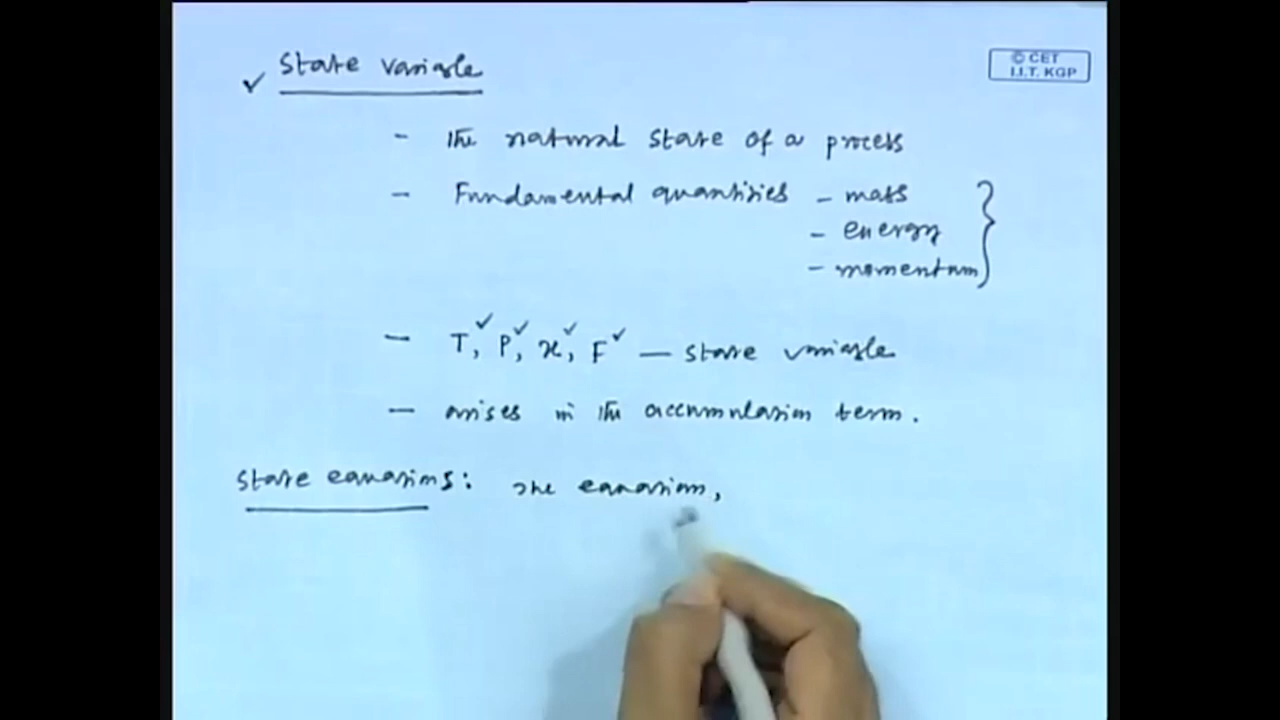 ✓ State variable
© CET
I.I.T. KGP
- the natural state of a process
- Fundamental quantities - mass
- energy
- momentum
- T, P, x, F — state variable
- arises in the accumulation term.
State equations: The equations,